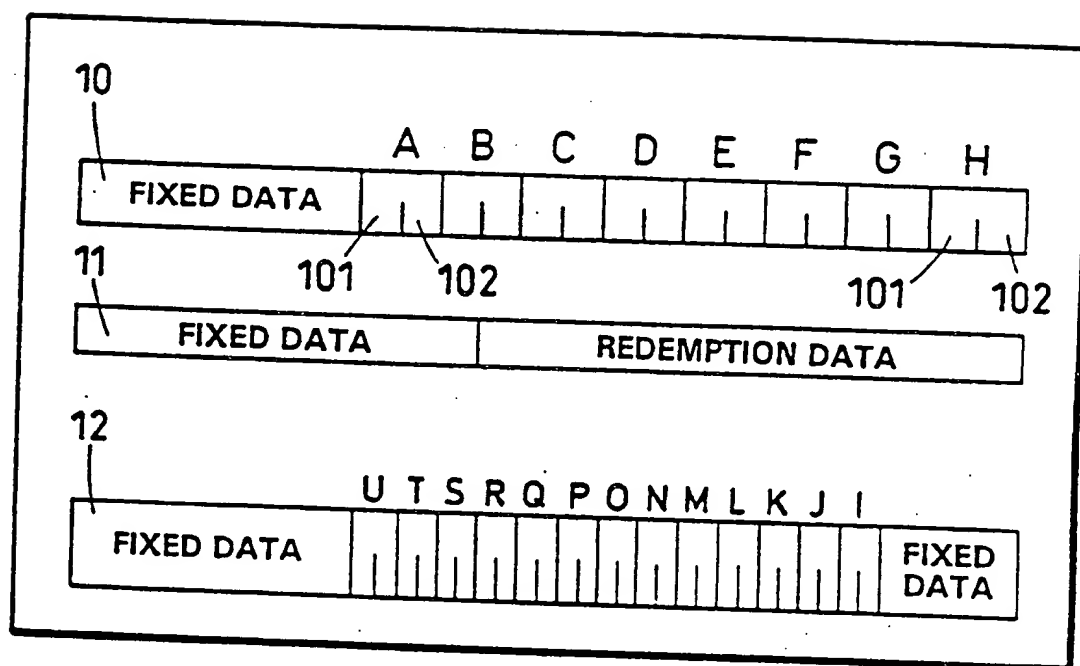 10
A B C D E F G H
FIXED DATA
101 102 101 102
11
FIXED DATA REDEMPTION DATA
12
U T S R Q P O N M L K J I
FIXED DATA FIXED
DATA